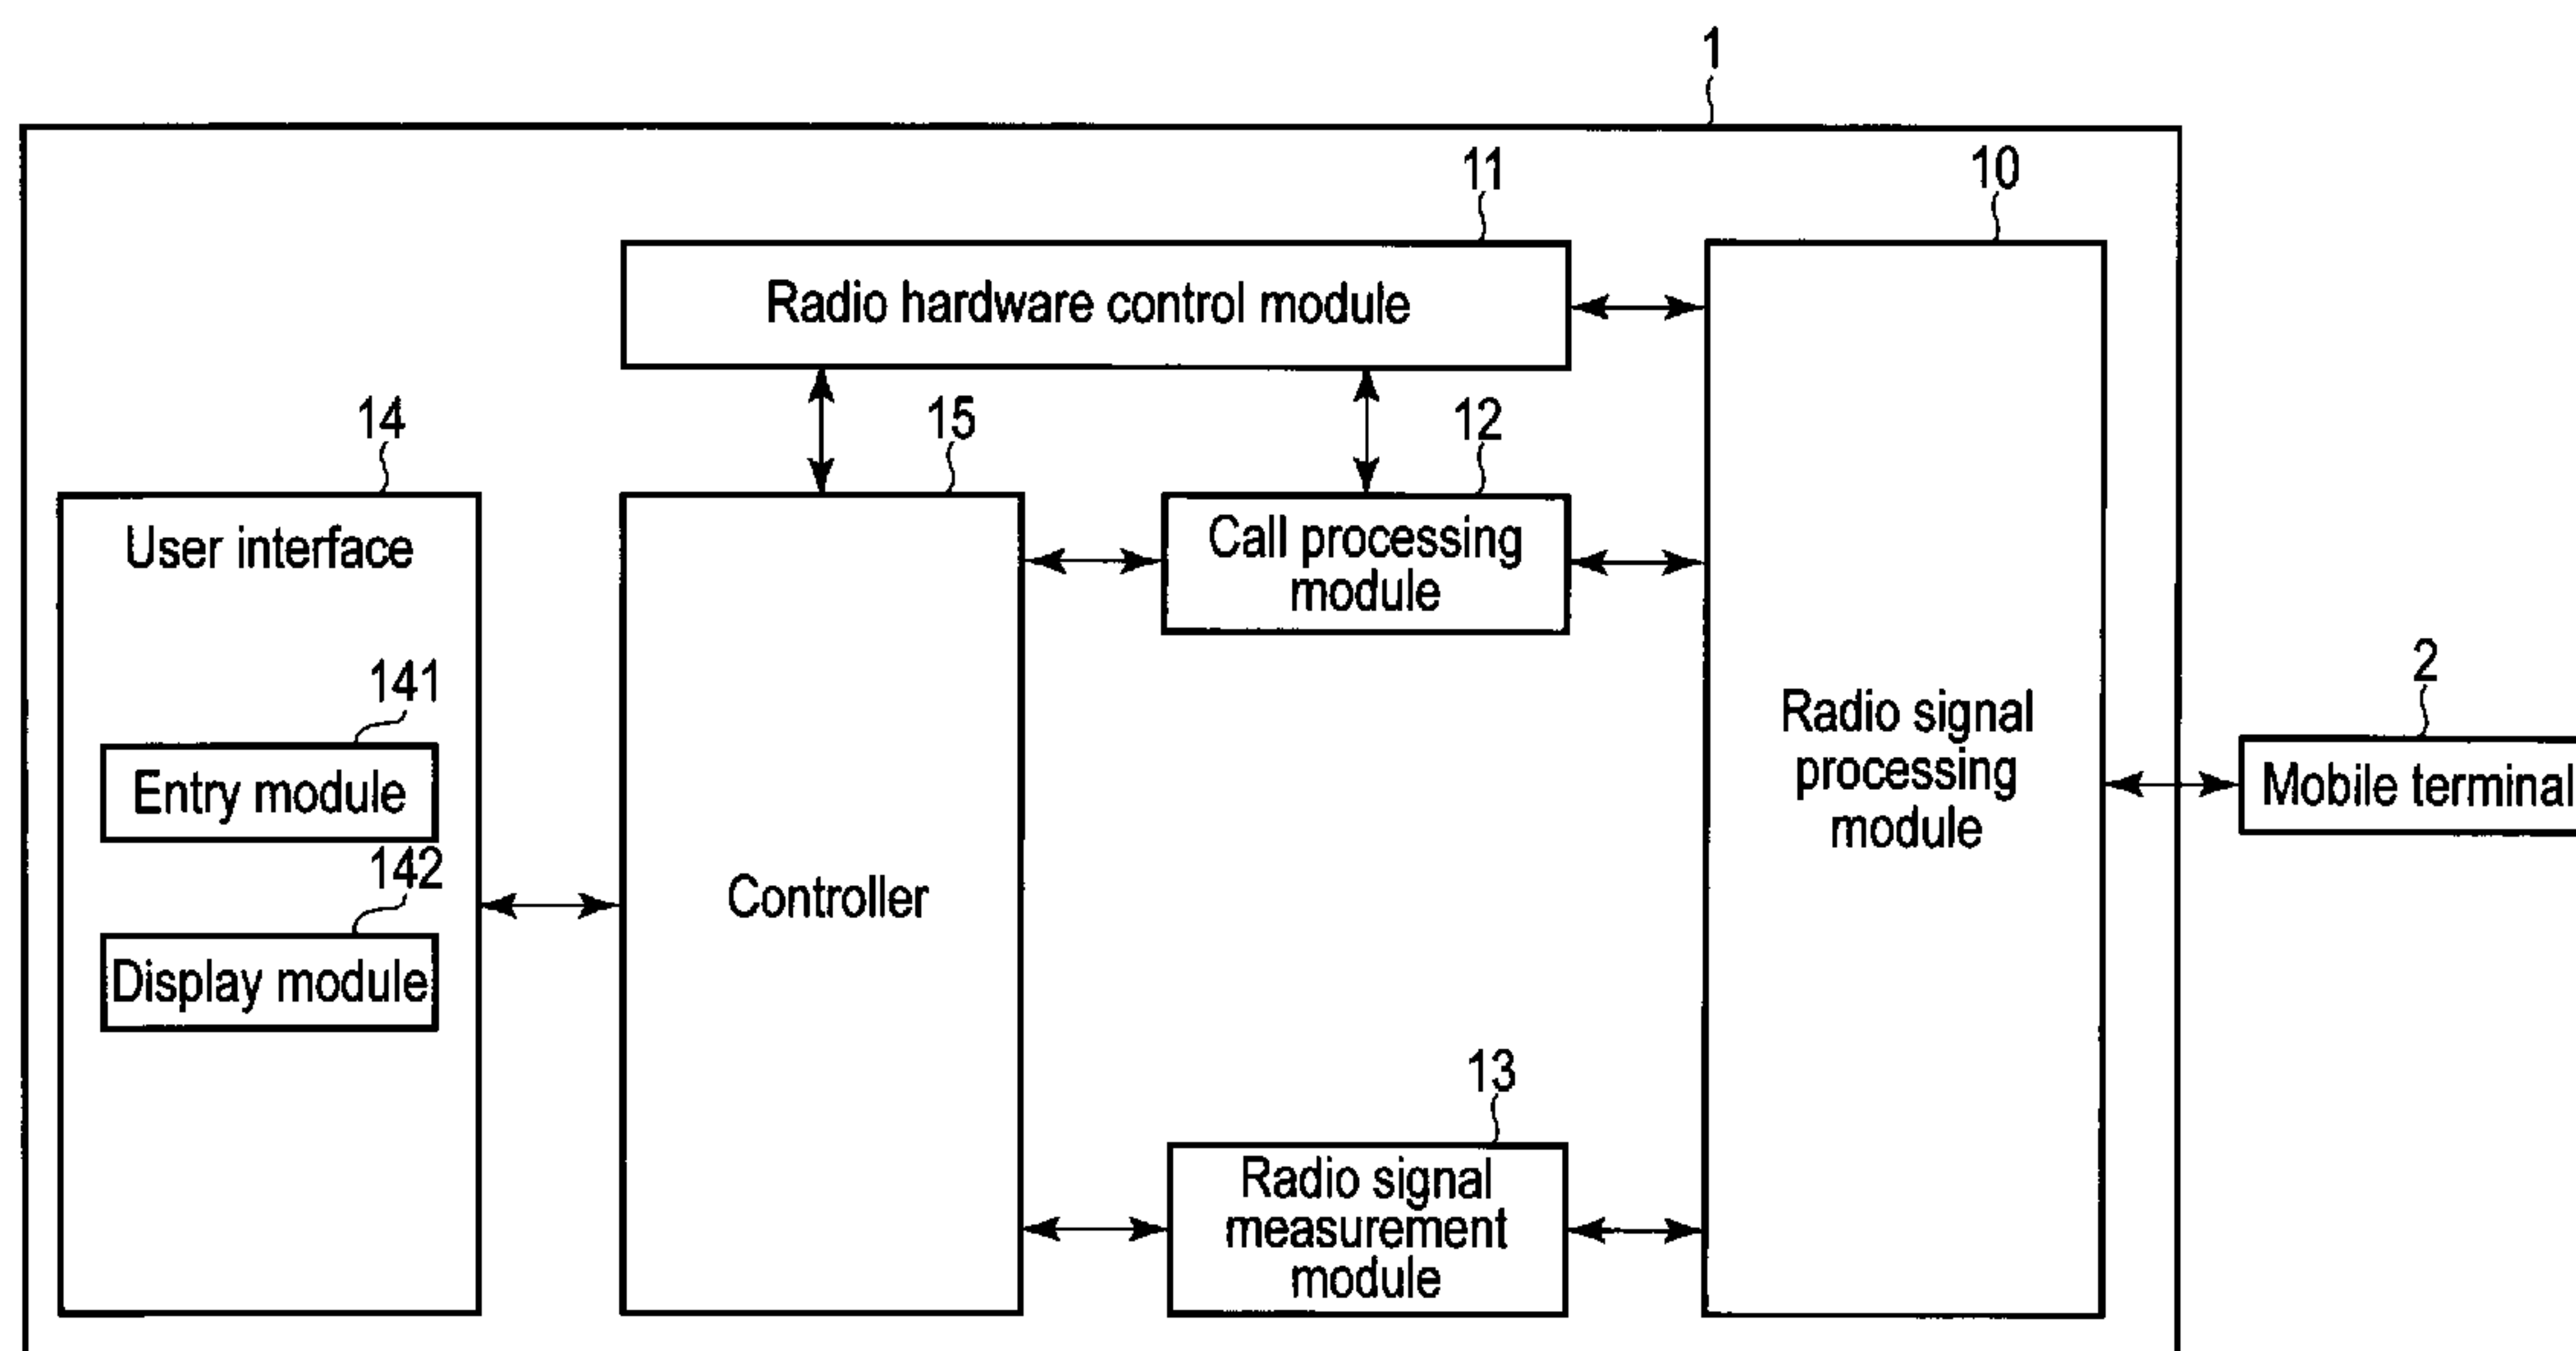 1
11
10
Radio hardware control module
14
15
12
User interface
Call processing
module
141
Entry module
142
Display module
Controller
Radio signal
processing
module
2
Mobile terminal
13
Radio signal
measurement
module